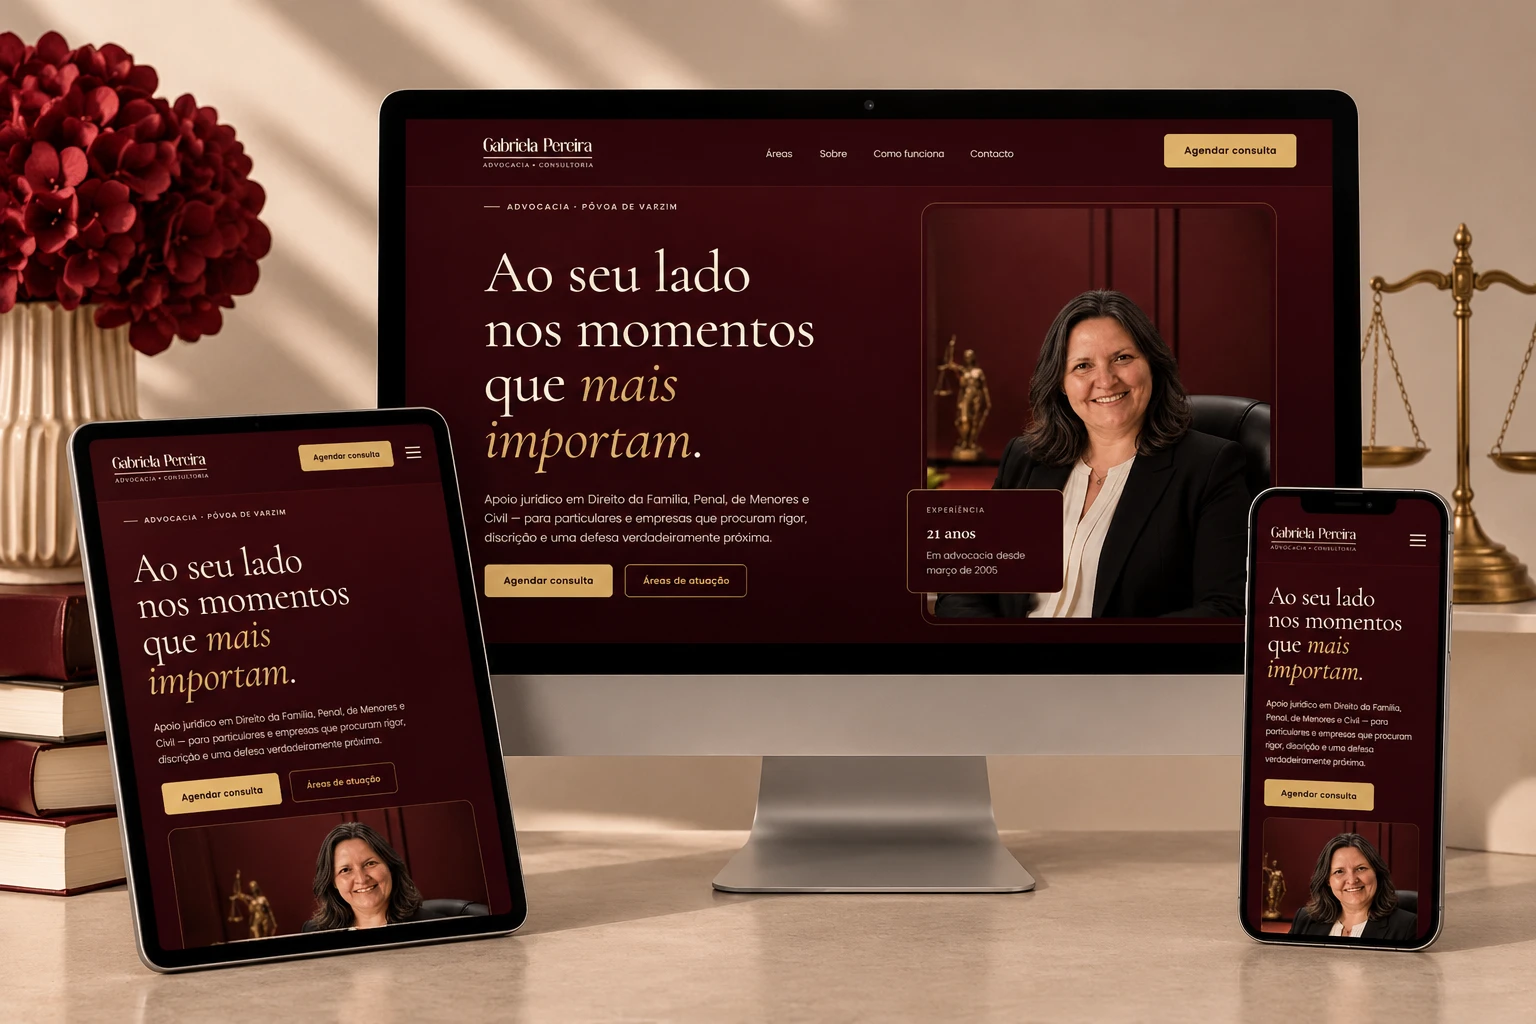 Gabriela Pereira
ADVOCACIA • CONSULTORIA
Áreas
Sobre
Como funciona
Contacto
Agendar consulta
ADVOCACIA · PÓVOA DE VARZIM
Ao seu lado
nos momentos
que mais
importam.
Apoio jurídico em Direito da Família, Penal, de Menores e
Civil — para particulares e empresas que procuram rigor,
discrição e uma defesa verdadeiramente próxima.
Agendar consulta
Áreas de atuação
EXPERIÊNCIA
21 anos
Em advocacia desde
março de 2005
Gabriela Pereira
ADVOCACIA • CONSULTORIA
Agendar consulta
ADVOCACIA · PÓVOA DE VARZIM
Ao seu lado
nos momentos
que mais
importam.
Apoio jurídico em Direito da Família, Penal, de Menores e
Civil — para particulares e empresas que procuram rigor,
discrição e uma defesa verdadeiramente próxima.
Agendar consulta
Áreas de atuação
Gabriela Pereira
ADVOCACIA • CONSULTORIA
Ao seu lado
nos momentos
que mais
importam.
Apoio jurídico em Direito da Família,
Penal, de Menores e Civil — para
particulares e empresas que procuram
rigor, discrição e uma defesa
verdadeiramente próxima.
Agendar consulta